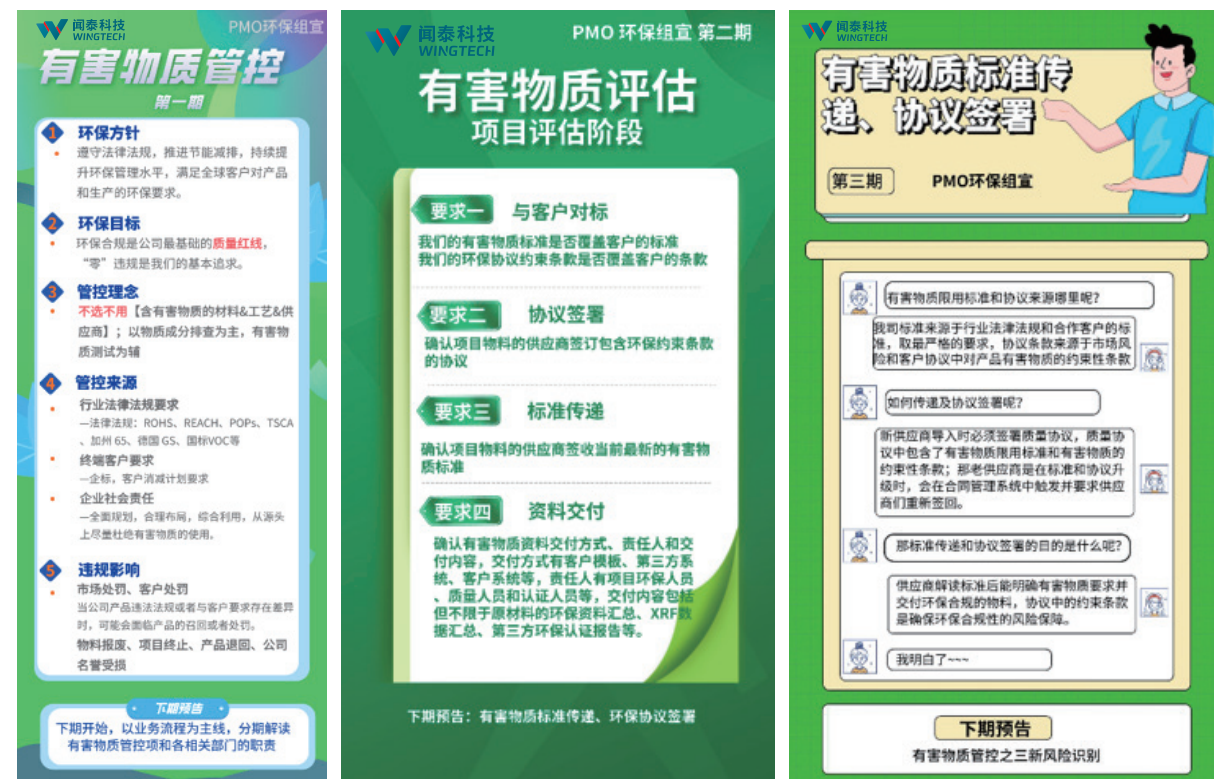 闻泰科技
WINGTECH
PMO环保组宣
有害物质管控
第一期
1 环保方针
遵守法律法规，推进节能减排，持续提
升环保管理水平，满足全球客户对产品
和生产的环保要求。
2 环保目标
环保合规是公司最基础的质量红线，
“零”违规是我们的基本追求。
3 管控理念
不选不用【含有害物质的材料&工艺&供
应商】；以物质成分排查为主，有害物
质测试为辅
4 管控来源
行业法律法规要求
—法律法规：ROHS、REACH、POPs、TSCA
、加州 65、德国 GS、国标VOC等
终端客户要求
—企标，客户消减计划要求
企业社会责任
—全面规划，合理布局，综合利用，从源头
上尽量杜绝有害物质的使用。
5 违规影响
市场处罚、客户处罚
当公司产品违法法规或者与客户要求存在差异
时，可能会面临产品的召回或者处罚。
物料报废、项目终止、产品退回、公司
名誉受损
下期预告
下期开始，以业务流程为主线，分期解读
有害物质管控项和各相关部门的职责
闻泰科技
WINGTECH
PMO 环保组宣 第二期
有害物质评估
项目评估阶段
要求一 与客户对标
我们的有害物质标准是否覆盖客户的标准
我们的环保协议约束条款是否覆盖客户的条款
要求二 协议签署
确认项目物料的供应商签订包含环保约束条款
的协议
要求三 标准传递
确认项目物料的供应商签收当前最新的有害物
质标准
要求四 资料交付
确认有害物质资料交付方式、责任人和交
付内容，交付方式有客户模板、第三方系
统、客户系统等，责任人有项目环保人员
、质量人员和认证人员等，交付内容包括
但不限于原材料的环保资料汇总、XRF数
据汇总、第三方环保认证报告等。
下期预告：有害物质标准传递、环保协议签署
闻泰科技
WINGTECH
有害物质标准传
递、协议签署
第三期
PMO环保组宣
有害物质限用标准和协议来源哪里呢？
我司标准来源于行业法律法规和合作客户的标
准，取最严格的要求，协议条款来源于市场风
险和客户协议中对产品有害物质的约束性条款
如何传递及协议签署呢？
新供应商导入时必须签署质量协议，质量协
议中包含了有害物质限用标准和有害物质的
约束性条款；那老供应商是在标准和协议升
级时，会在合同管理系统中触发并要求供应
商们重新签回。
那标准传递和协议签署的目的是什么呢？
供应商解读标准后能明确有害物质要求并
交付环保合规的物料，协议中的约束条款
是确保环保合规性的风险保障。
我明白了~~~
下期预告
有害物质管控之三新风险识别